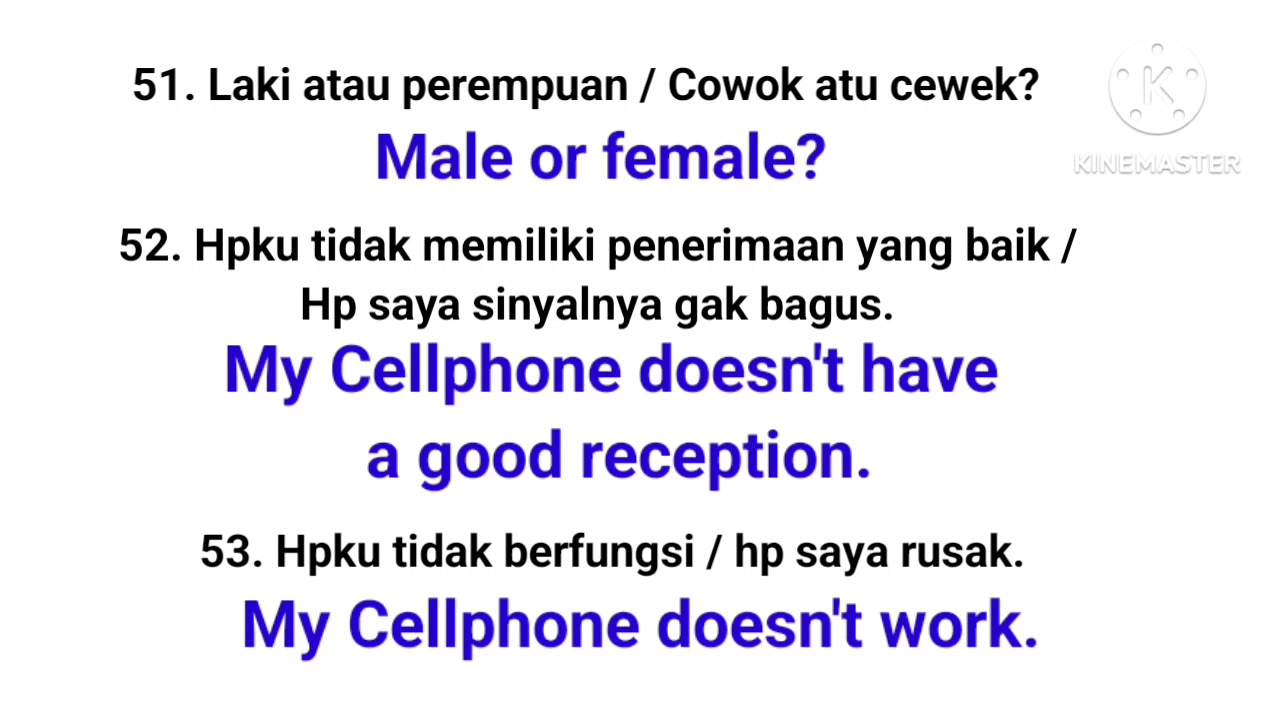 51. Laki atau perempuan / Cowok atu cewek?
Male or female?
52. Hpku tidak memiliki penerimaan yang baik /
Hp saya sinyalnya gak bagus.
My Cellphone doesn't have
a good reception.
53. Hpku tidak berfungsi / hp saya rusak.
My Cellphone doesn't work.
K
KINEMASTER